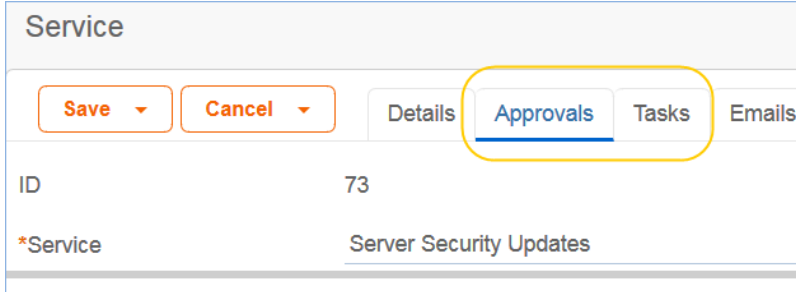 Service
Save Cancel Details Approvals Tasks Emails
ID 73
*Service Server Security Updates